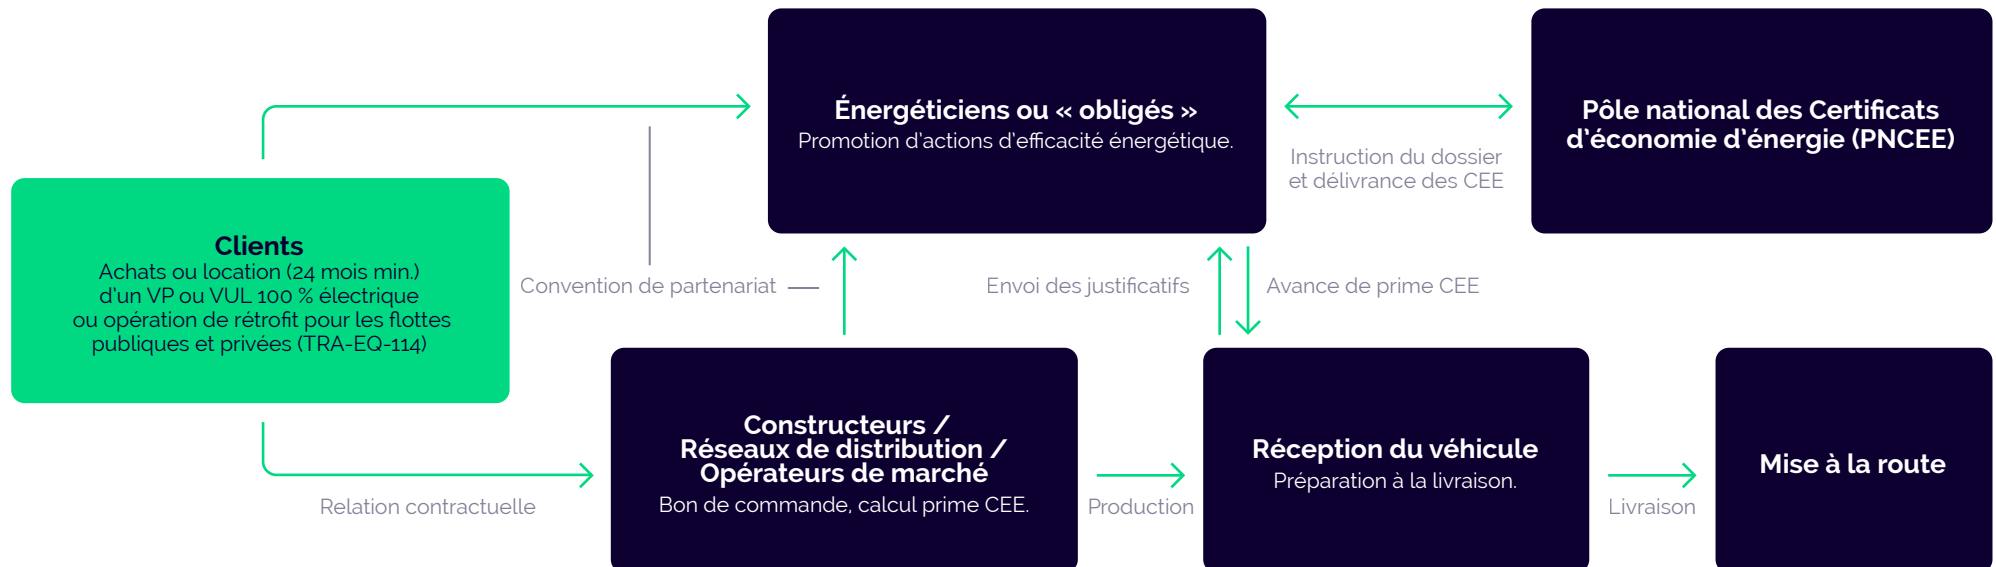 Énergéticiens ou « obligés »
Promotion d'actions d'efficacité énergétique.
Instruction du dossier
et délivrance des CEE
Pôle national des Certificats
d'économie d'énergie (PNCEE)
Clients
Achats ou location (24 mois min.)
d'un VP ou VUL 100 % électrique
ou opération de rétrofit pour les flottes
publiques et privées (TRA-EQ-114)
Convention de partenariat
Envoi des justificatifs
Avance de prime CEE
Relation contractuelle
Constructeurs /
Réseaux de distribution /
Opérateurs de marché
Bon de commande, calcul prime CEE.
Production
Réception du véhicule
Préparation à la livraison.
Livraison
Mise à la route